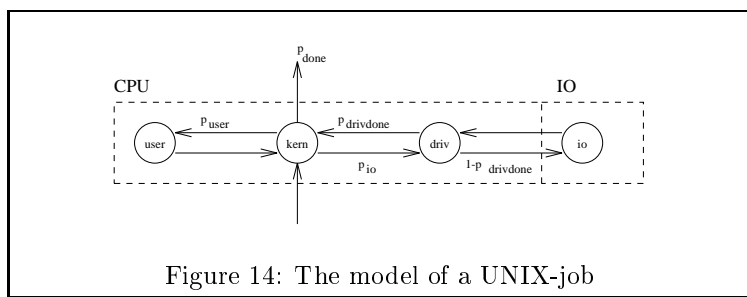 p
done
CPU
IO
p user
p drivdone
user
kern
driv
io
p io
1-p drivdone
Figure 14: The model of a UNIX-job